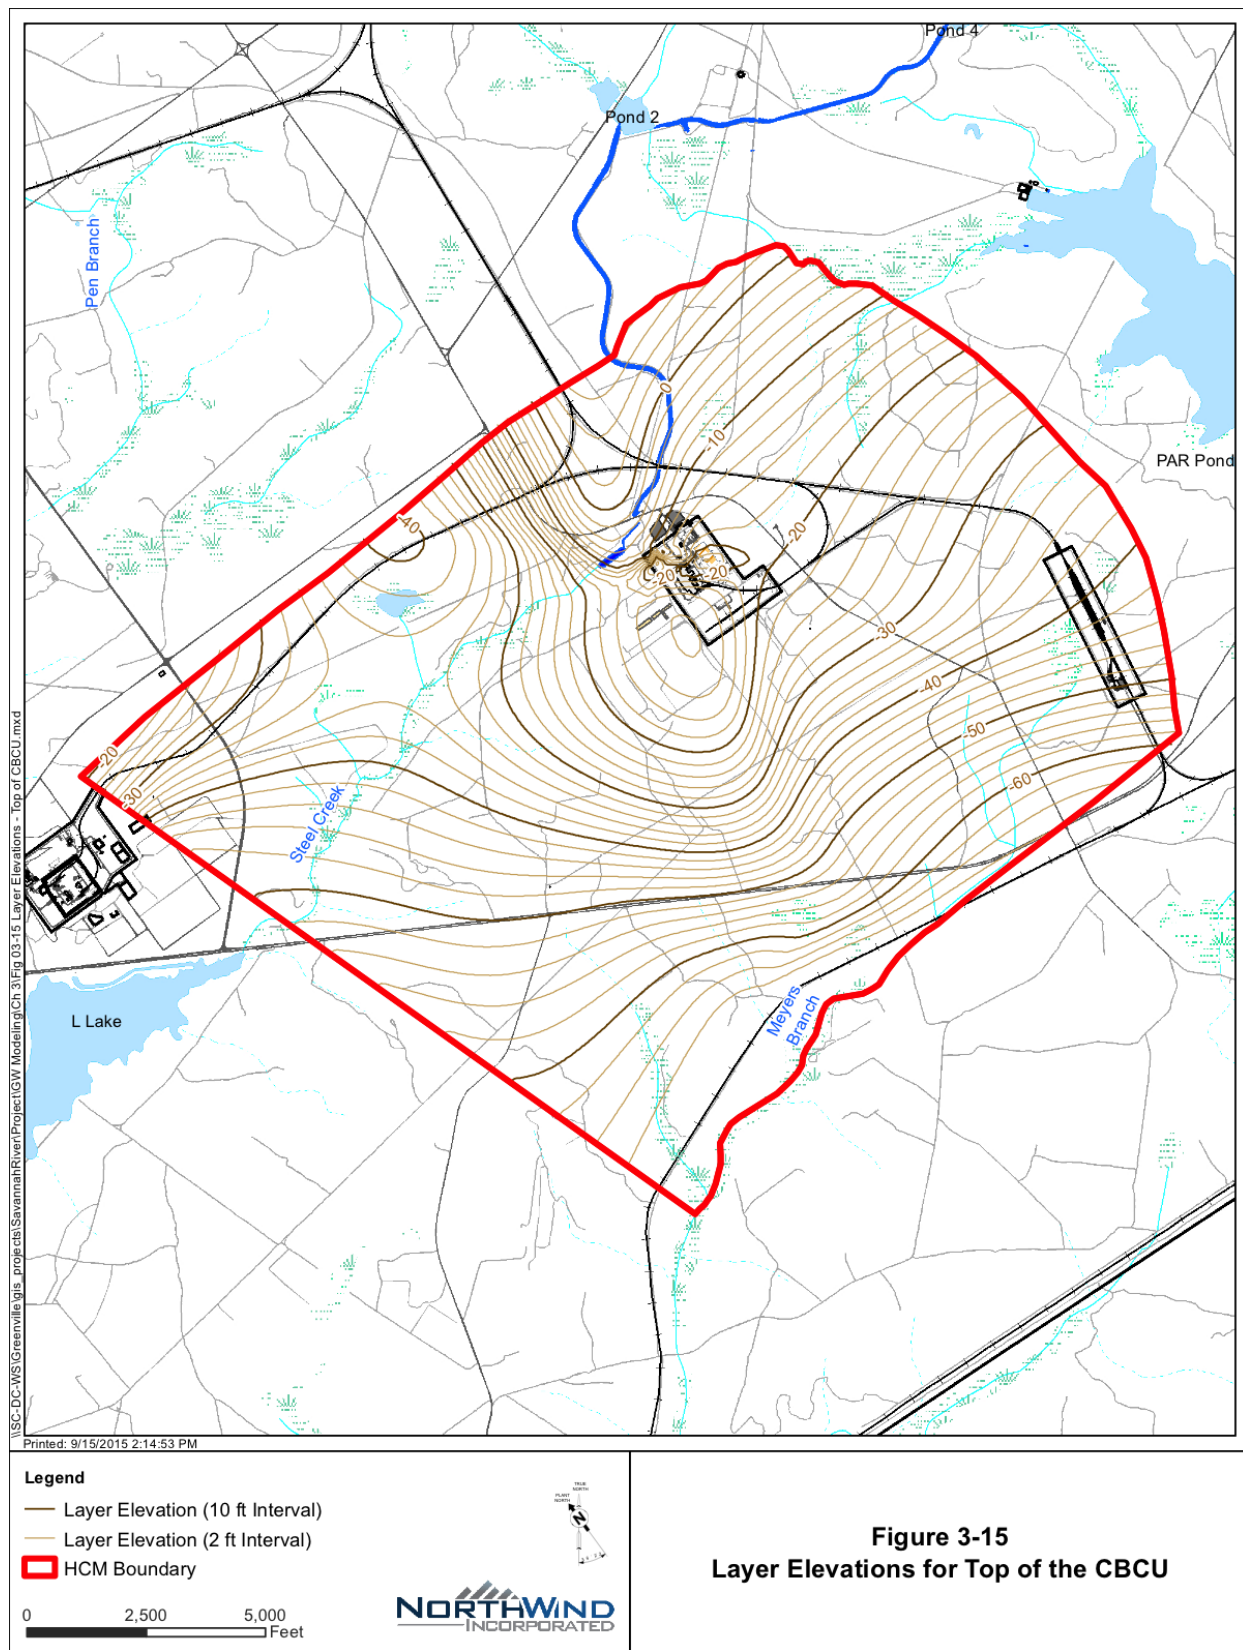 Pond 4
Pond 2
Pen Branch
PAR Pond
0
-10
-20
-40
-20
-20
-30
-40
-50
-60
-20
-30
Steel Creek
L Lake
Meyers
Branch
\\SC-DC-WS\Greenville\gis_projects\SavannahRiver\Project\GW Modeling\Ch 3\Fig 03-15 Layer Elevations - Top of CBCU.mxd
Printed: 9/15/2015 2:14:53 PM
Legend
Layer Elevation (10 ft Interval)
Layer Elevation (2 ft Interval)
HCM Boundary
0 2,500 5,000
Feet
TRUE
NORTH
PLANT
NORTH
N
NORTHWIND
INCORPORATED
Figure 3-15
Layer Elevations for Top of the CBCU